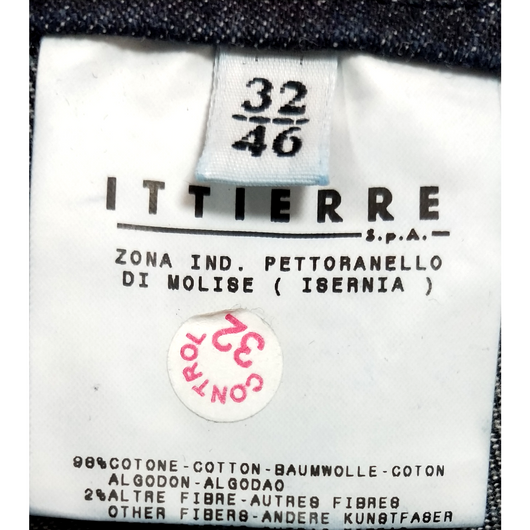 32
46
ITTIERRE
S.p.A.
ZONA IND. PETTORANELLO
DI MOLISE ( ISERNIA )
CONTROL
32
98%COTONE-COTTON-BAUMWOLLE-COTON
ALGODON-ALGODAO
2%ALTRE FIBRE-AUTRES FIBRES
OTHER FIBERS-ANDERE KUNSTFASER